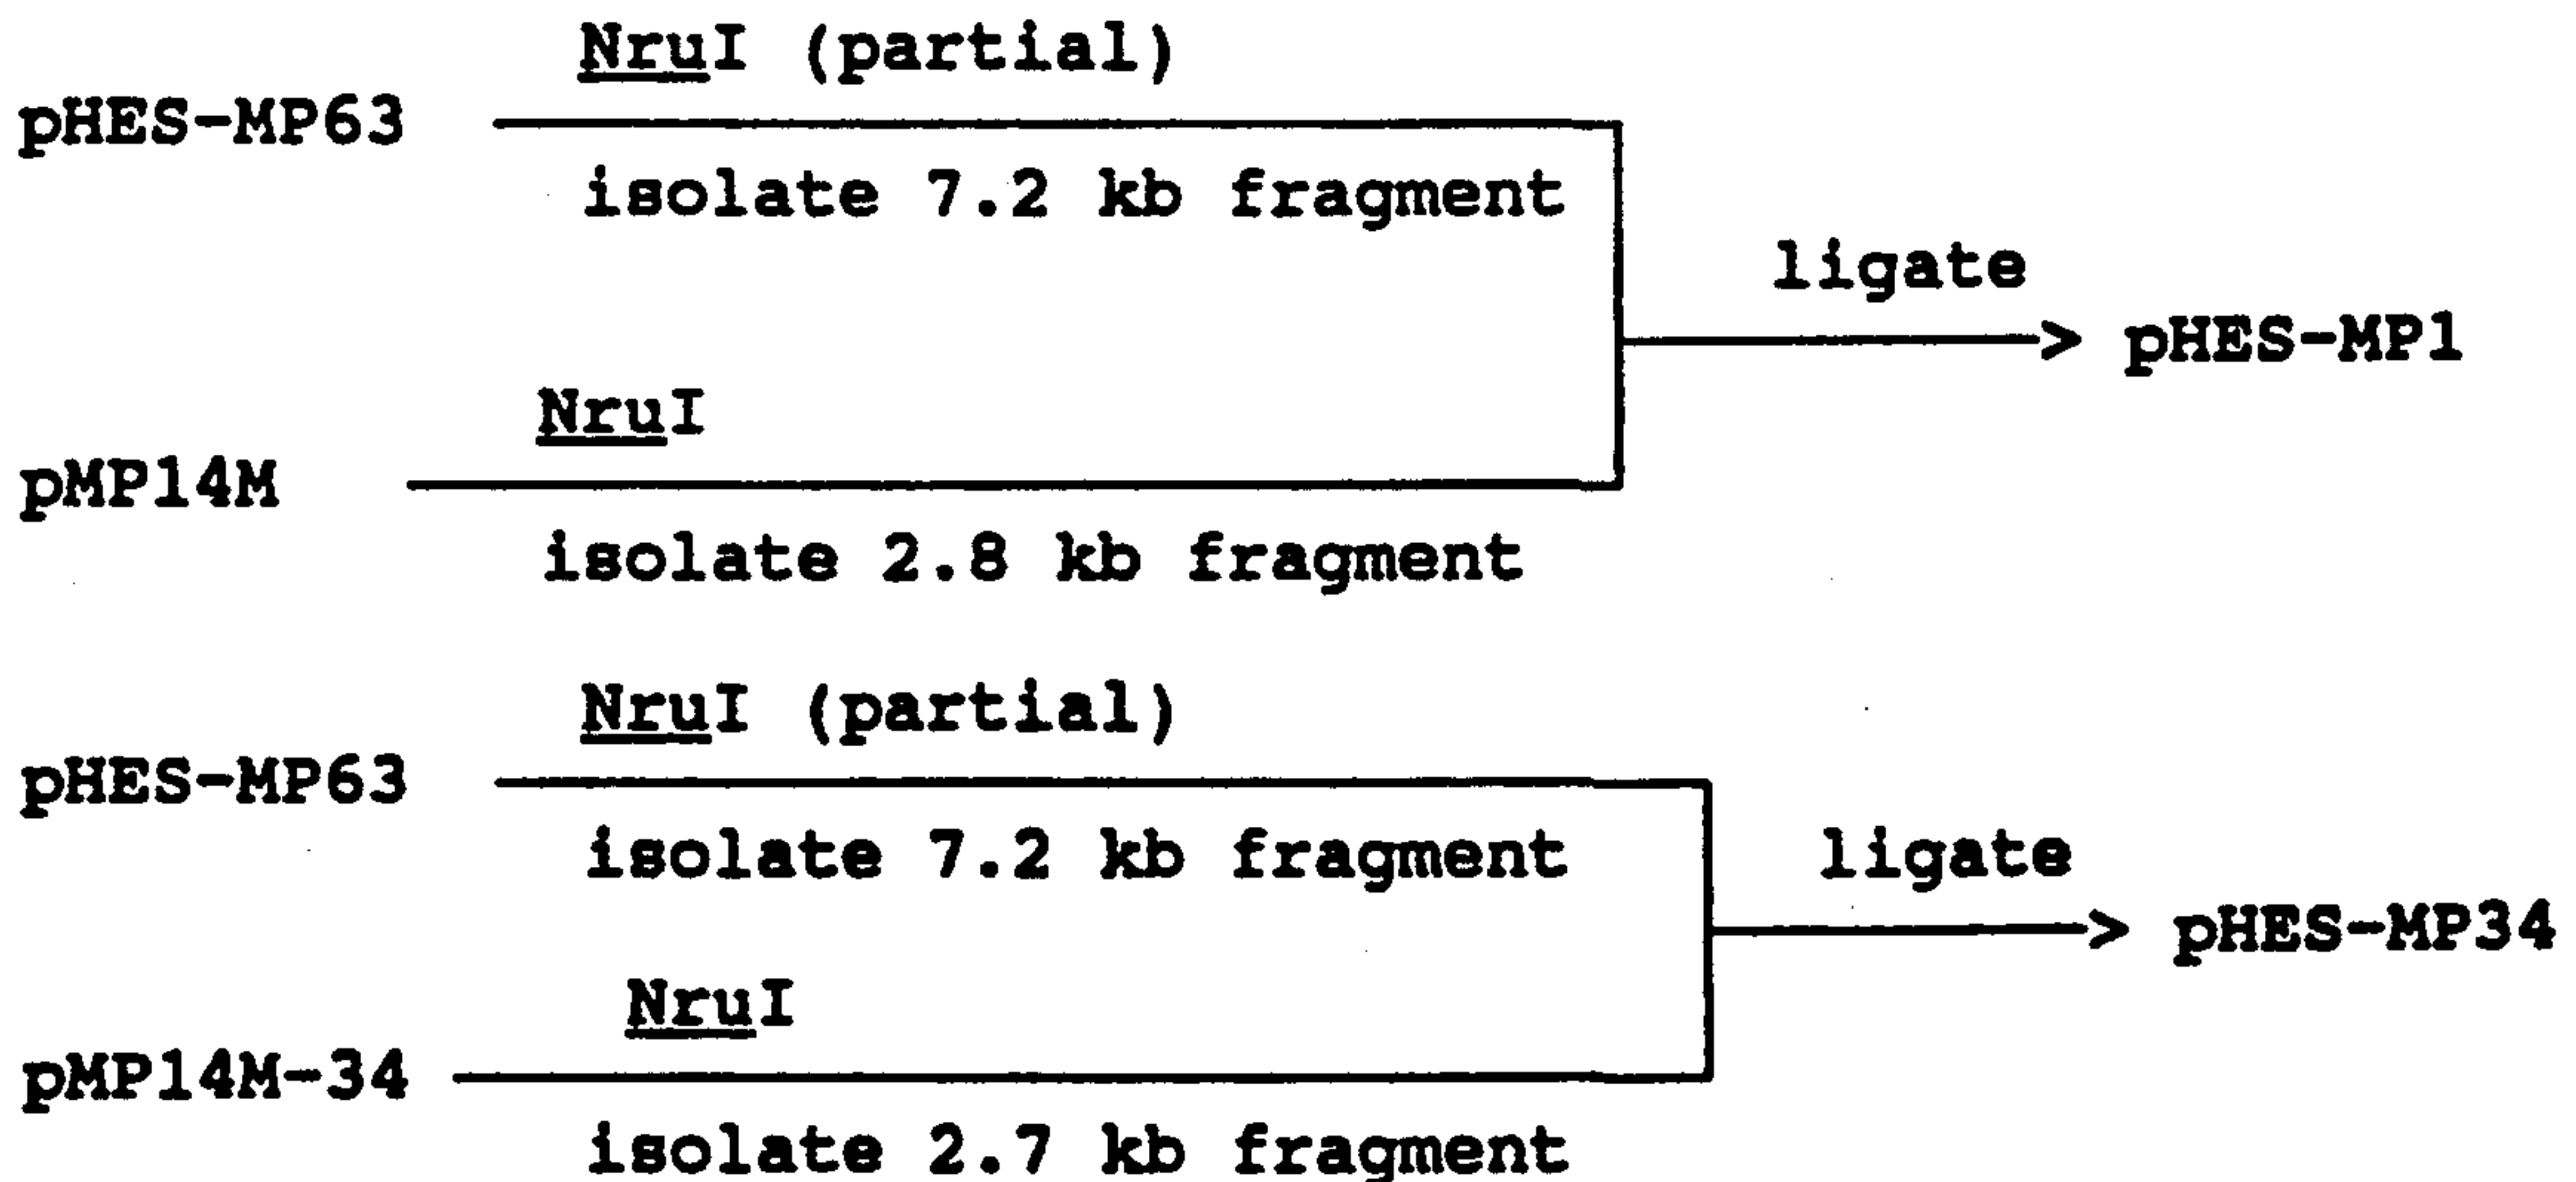 NruI (partial)
pHES-MP63
isolate 7.2 kb fragment
ligate
> pHES-MP1
NruI
pMP14M
isolate 2.8 kb fragment
NruI (partial)
pHES-MP63
isolate 7.2 kb fragment
ligate
> pHES-MP34
NruI
pMP14M-34
isolate 2.7 kb fragment